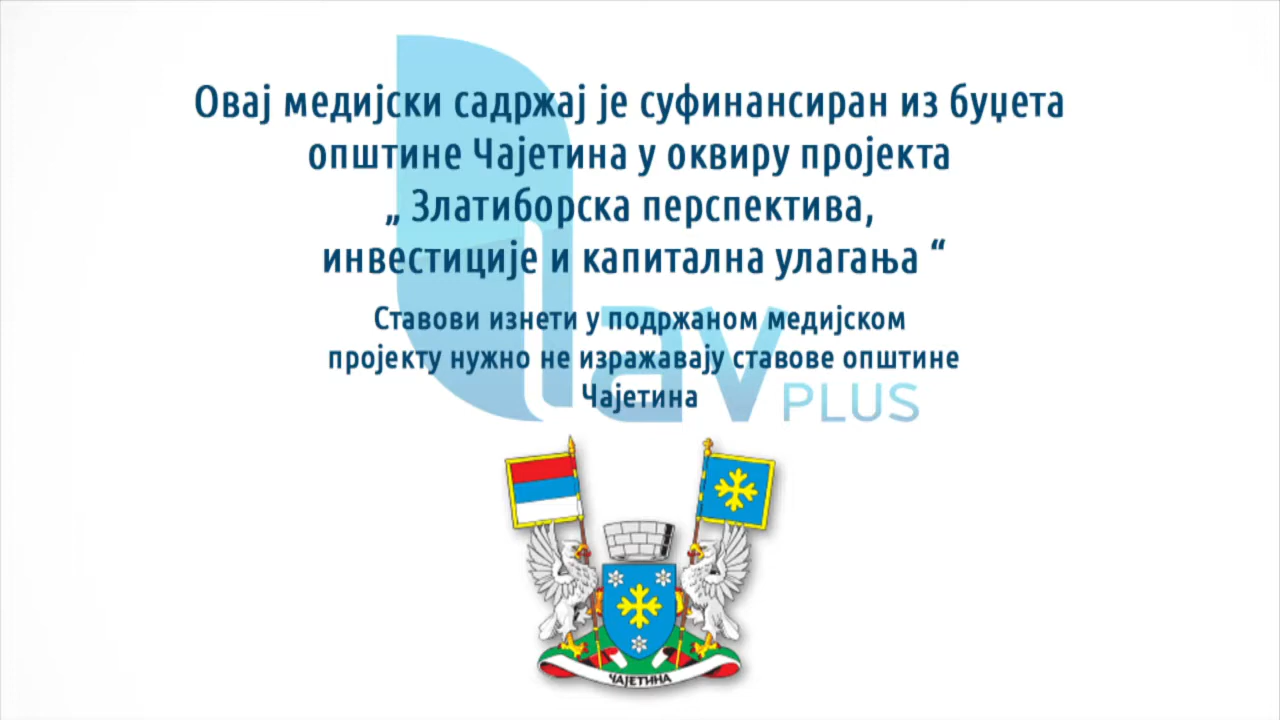 Овај медијски садржај је суфинансиран из буџета
општине Чајетина у оквиру пројекта
„ Златиборска перспектива,
инвестиције и капитална улагања “
Ставови изнети у подржаном медијском
пројекту нужно не изражавају ставове општине
Чајетина
lav
PLUS
ЧАЈЕТИНА